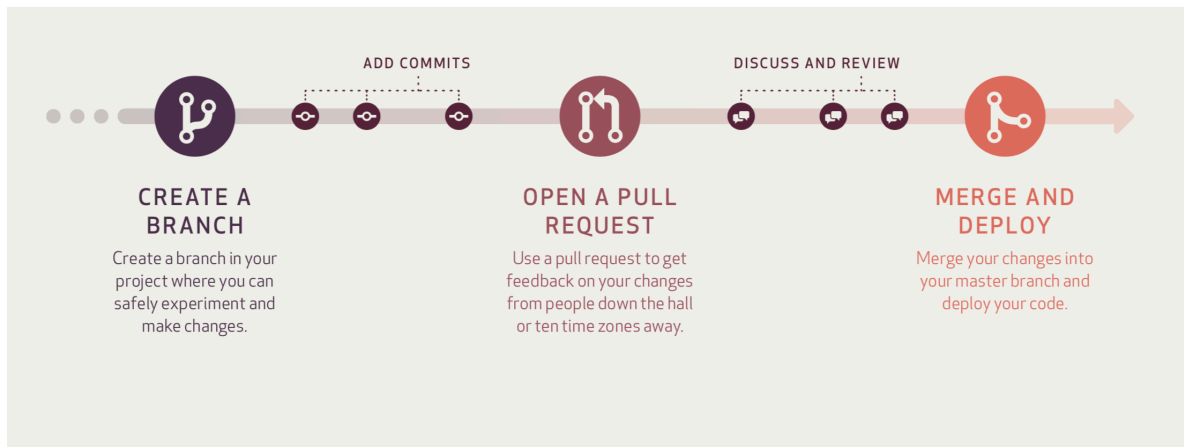 ADD COMMITS
DISCUSS AND REVIEW
CREATE A
BRANCH
Create a branch in your
project where you can
safely experiment and
make changes.
OPEN A PULL
REQUEST
Use a pull request to get
feedback on your changes
from people down the hall
or ten time zones away.
MERGE AND
DEPLOY
Merge your changes into
your master branch and
deploy your code.